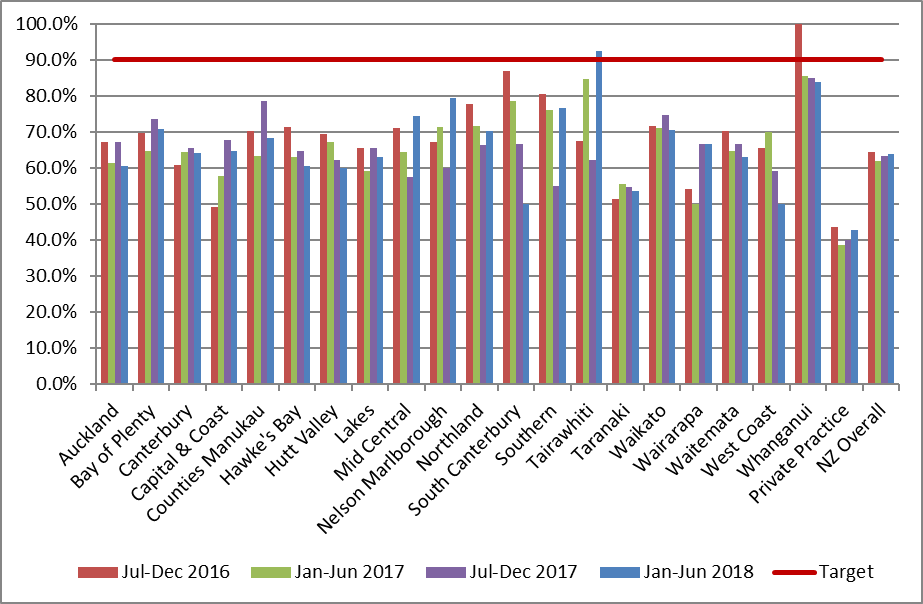 100.0%
90.0%
80.0%
70.0%
60.0%
50.0%
40.0%
30.0%
20.0%
10.0%
0.0%
Auckland
Bay of Plenty
Canterbury
Capital & Coast
Counties Manukau
Hawke's Bay
Hutt Valley
Lakes
Mid Central
Nelson Marlborough
Northland
South Canterbury
Southern
Tairawhiti
Taranaki
Waikato
Wairarapa
Waitemata
West Coast
Whanganui
Private Practice
NZ Overall
Jul-Dec 2016 Jan-Jun 2017 Jul-Dec 2017 Jan-Jun 2018 Target